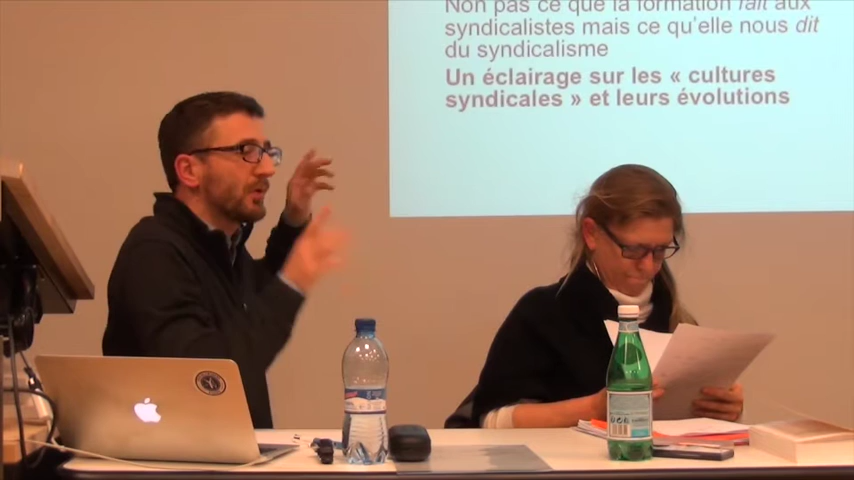 Non pas ce que la formation fait aux
syndicalistes mais ce qu'elle nous dit
du syndicalisme
Un éclairage sur les « cultures
syndicales » et leurs évolutions